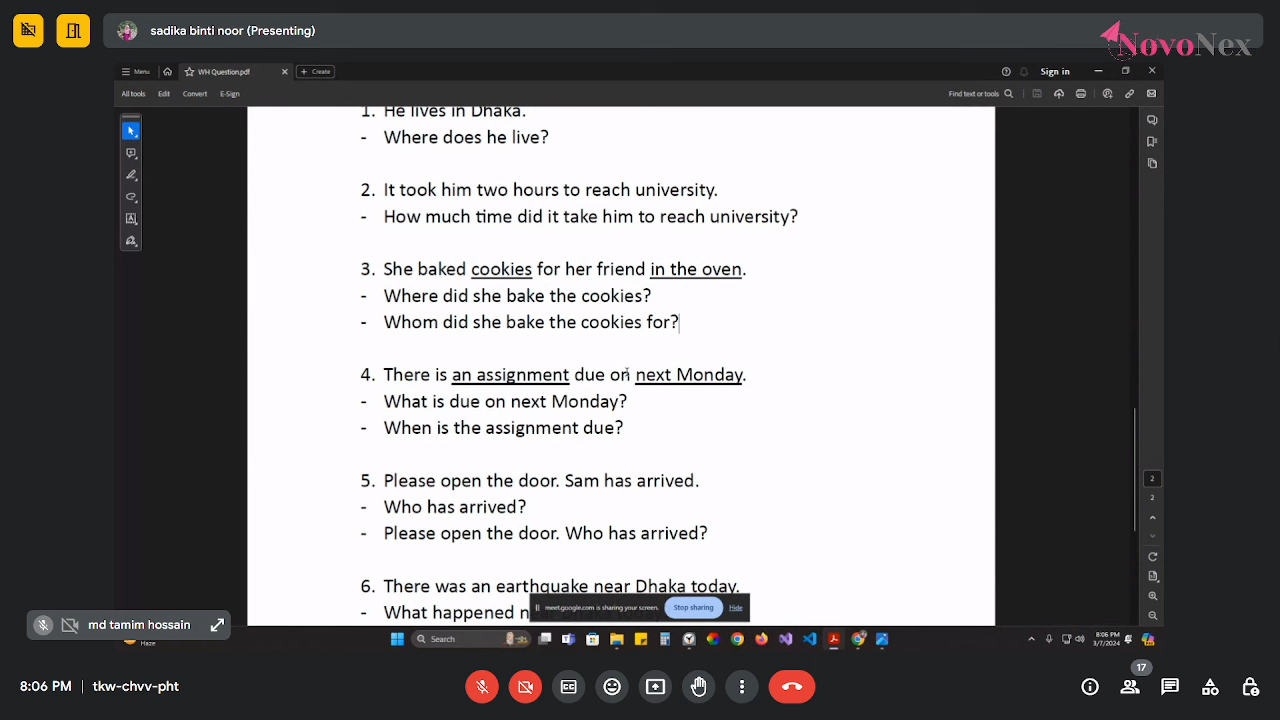 sadika binti noor (Presenting)
NovoNex
Menu
WH Question.pdf
Create
Sign in
All tools Edit Convert E-Sign
Find text or tools
1. He lives in Dhaka.
- Where does he live?
2. It took him two hours to reach university.
- How much time did it take him to reach university?
3. She baked cookies for her friend in the oven.
- Where did she bake the cookies?
- Whom did she bake the cookies for?
4. There is an assignment due on next Monday.
- What is due on next Monday?
- When is the assignment due?
5. Please open the door. Sam has arrived.
- Who has arrived?
- Please open the door. Who has arrived?
6. There was an earthquake near Dhaka today.
- What happened
meet.google.com is sharing your screen. Stop sharing Hide
2
2
md tamim hossain
Haze
Search
8:06 PM
3/7/2024
8:06 PM | tkw-chvv-pht
17